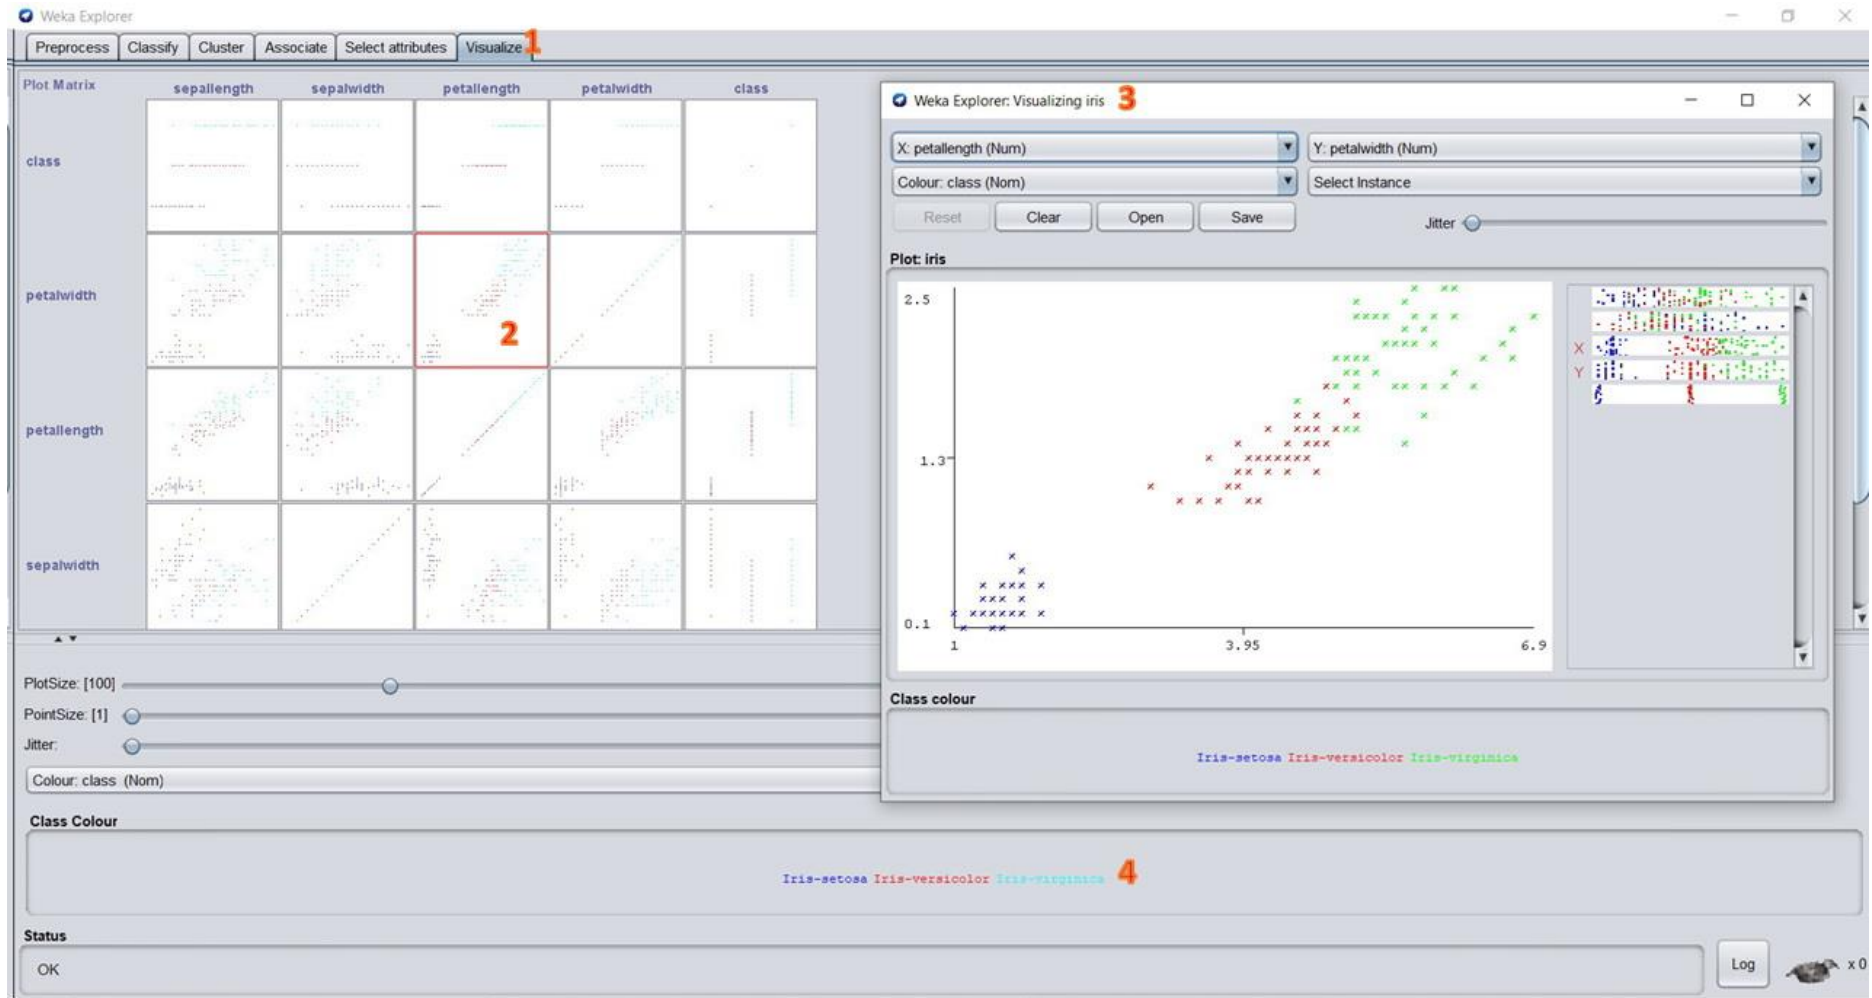 Weka Explorer
Preprocess Classify Cluster Associate Select attributes Visualize 1
Plot Matrix sepallength sepalwidth petallength petalwidth class
class
petalwidth
2
petallength
sepalwidth
PlotSize: [100]
PointSize: [1]
Jitter:
Colour: class (Nom)
Class Colour
Iris-setosa Iris-versicolor Iris-virginica 4
Status
OK
Log x 0
Weka Explorer: Visualizing iris 3
X: petallength (Num) Y: petalwidth (Num)
Colour: class (Nom) Select Instance
Reset Clear Open Save Jitter
Plot: iris
2.5
X
Y
1.3
0.1
1 3.95 6.9
Class colour
Iris-setosa Iris-versicolor Iris-virginica